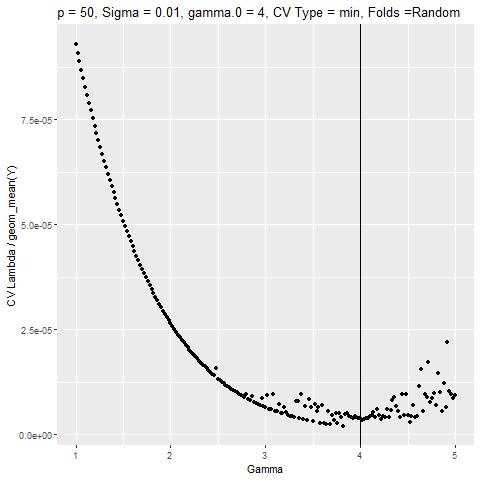 p = 50, Sigma = 0.01, gamma.0 = 4, CV Type = min, Folds =Random
7.5e-05
5.0e-05
2.5e-05
0.0e+00
CV Lambda / geom_mean(Y)
1 2 3 4 5
Gamma